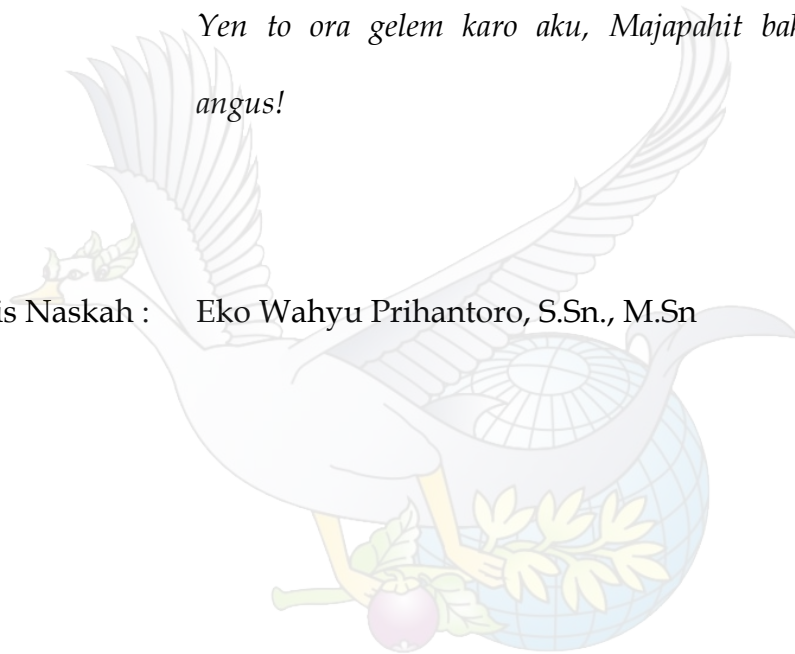 Yen to ora gelem karo aku, Majapahit
angus!
Naskah : Eko Wahyu Prihantoro, S.Sn., M.Sn